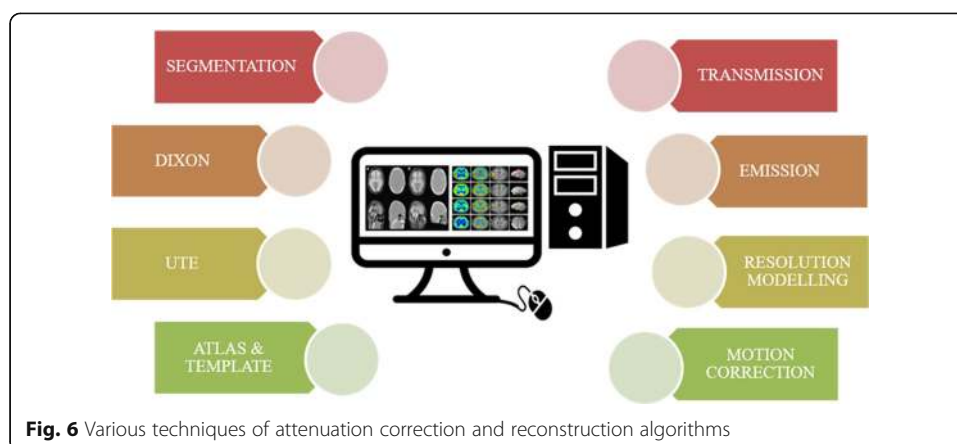 SEGMENTATION
TRANSMISSION
DIXON
EMISSION
UTE
RESOLUTION
MODELLING
ATLAS &
TEMPLATE
MOTION
CORRECTION
Fig. 6 Various techniques of attenuation correction and reconstruction algorithms